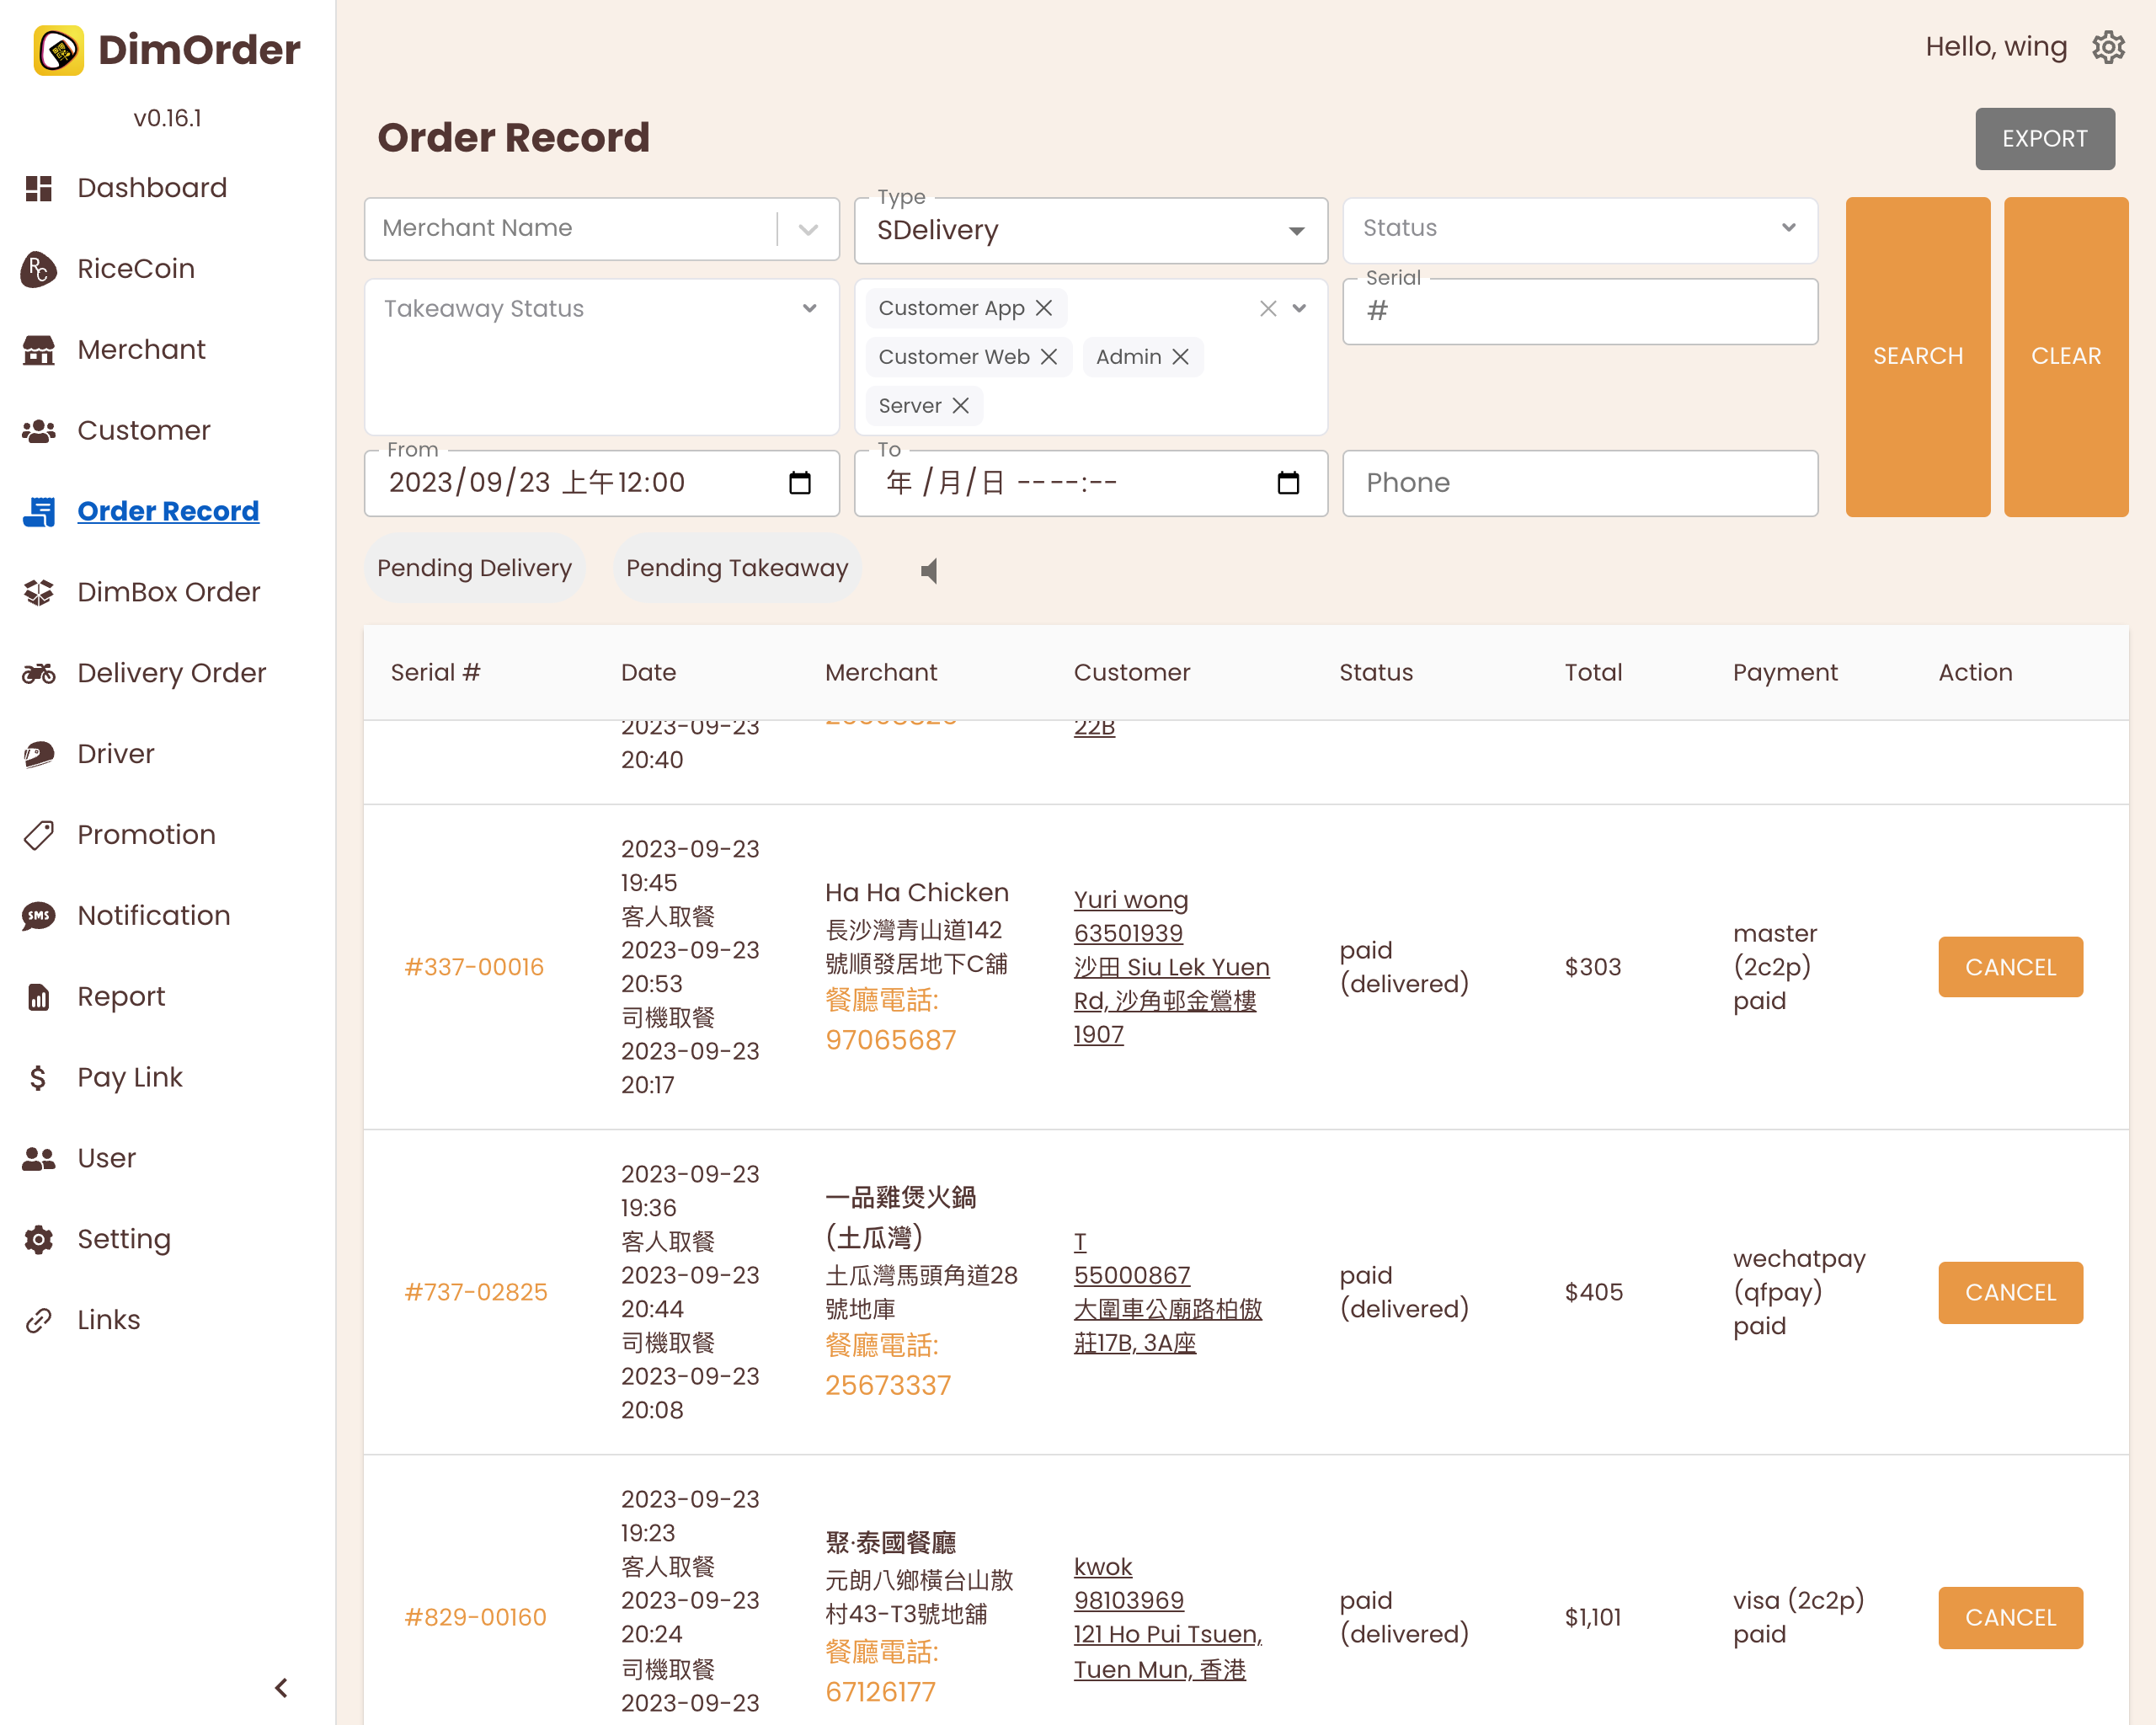 DimOrder
v0.16.1
Dashboard
RiceCoin
Merchant
Customer
Order Record
DimBox Order
Delivery Order
Driver
Promotion
SMS
Notification
Report
Pay Link
User
Setting
Links
Hello, wing
Order Record
EXPORT
Merchant Name
Type
SDelivery
Status
SEARCH
CLEAR
Takeaway Status
Customer App
Customer Web
Admin
Server
Serial
#
From
2023/09/23 上午12:00
To
年 /月/日 -- --:--
Phone
Pending Delivery
Pending Takeaway
Serial # Date Merchant Customer Status Total Payment Action
2023-09-23
20:40
22B
#337-00016
2023-09-23
19:45
客人取餐
2023-09-23
20:53
司機取餐
2023-09-23
20:17
Ha Ha Chicken
長沙灣青山道142
號順發居地下C舖
餐廳電話:
97065687
Yuri wong
63501939
沙田 Siu Lek Yuen
Rd, 沙角邨金鶯樓
1907
paid
(delivered)
$303
master
(2c2p)
paid
CANCEL
#737-02825
2023-09-23
19:36
客人取餐
2023-09-23
20:44
司機取餐
2023-09-23
20:08
一品雞煲火鍋
(土瓜灣)
土瓜灣馬頭角道28
號地庫
餐廳電話:
25673337
T
55000867
大圍車公廟路柏傲
莊17B, 3A座
paid
(delivered)
$405
wechatpay
(qfpay)
paid
CANCEL
#829-00160
2023-09-23
19:23
客人取餐
2023-09-23
20:24
司機取餐
2023-09-23
聚·泰國餐廳
元朗八鄉橫台山散
村43-T3號地舖
餐廳電話:
67126177
kwok
98103969
121 Ho Pui Tsuen,
Tuen Mun, 香港
paid
(delivered)
$1,101
visa (2c2p)
paid
CANCEL